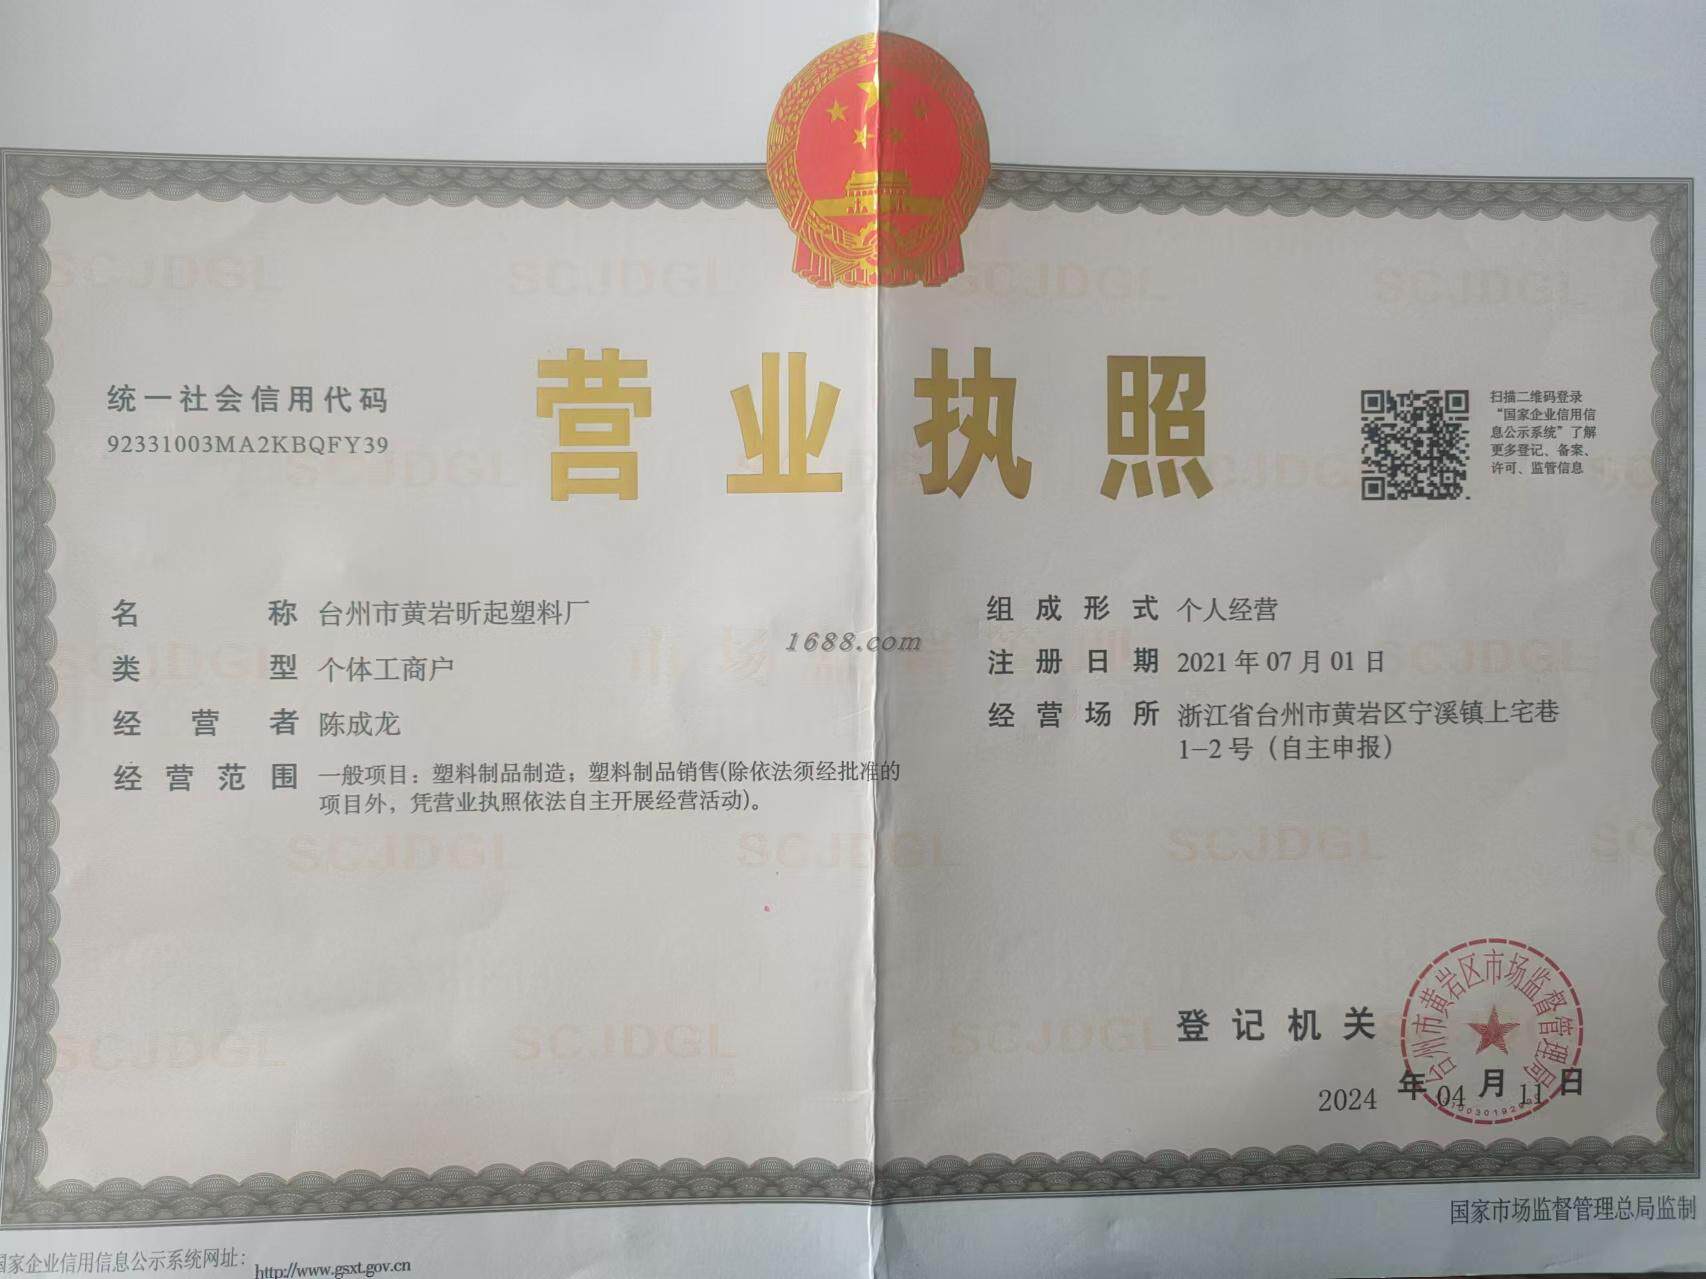 营业执照
统一社会信用代码
92331003MA2KBQFY39
扫描二维码登录
“国家企业信用信
息公示系统”了解
更多登记、备案、
许可、监管信息
名称 台州市黄岩昕起塑料厂
类型 个体工商户
经营者 陈成龙
经营范围 一般项目：塑料制品制造；塑料制品销售(除依法须经批准的
项目外，凭营业执照依法自主开展经营活动)。
1688.com
组成形式 个人经营
注册日期 2021年07月01日
经营场所 浙江省台州市黄岩区宁溪镇上宅巷
1-2号（自主申报）
SCJDGL
登记机关
台州市黄岩区市场监督管理局
2024年04月11日
国家企业信用信息公示系统网址：
http://www.gsxt.gov.cn
国家市场监督管理总局监制